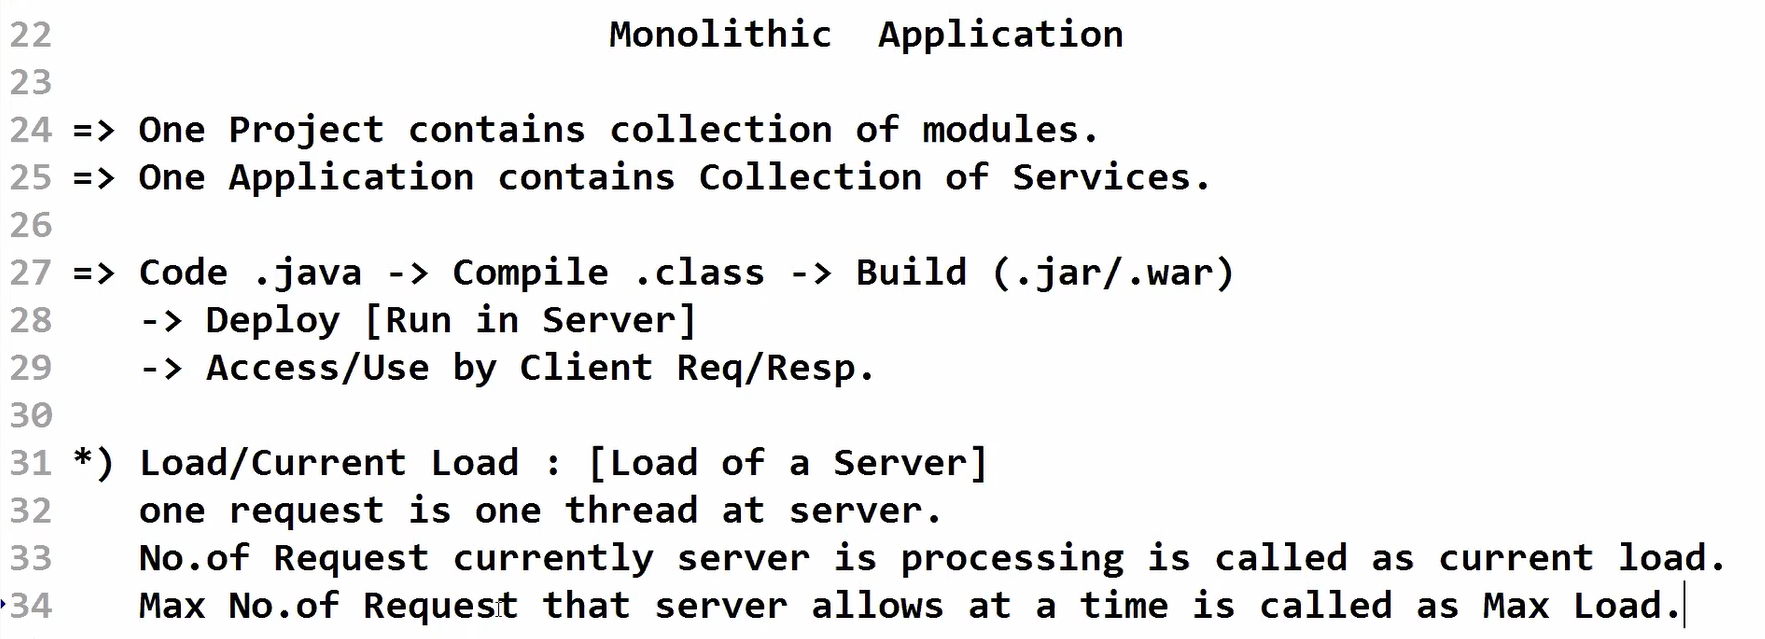 22 Monolithic  Application
23
24 => One Project contains collection of modules.
25 => One Application contains Collection of Services.
26
27 => Code .java -> Compile .class -> Build (.jar/.war)
28 -> Deploy [Run in Server]
29 -> Access/Use by Client Req/Resp.
30
31 *) Load/Current Load : [Load of a Server]
32 one request is one thread at server.
33 No.of Request currently server is processing is called as current load.
34 Max No.of Request that server allows at a time is called as Max Load.